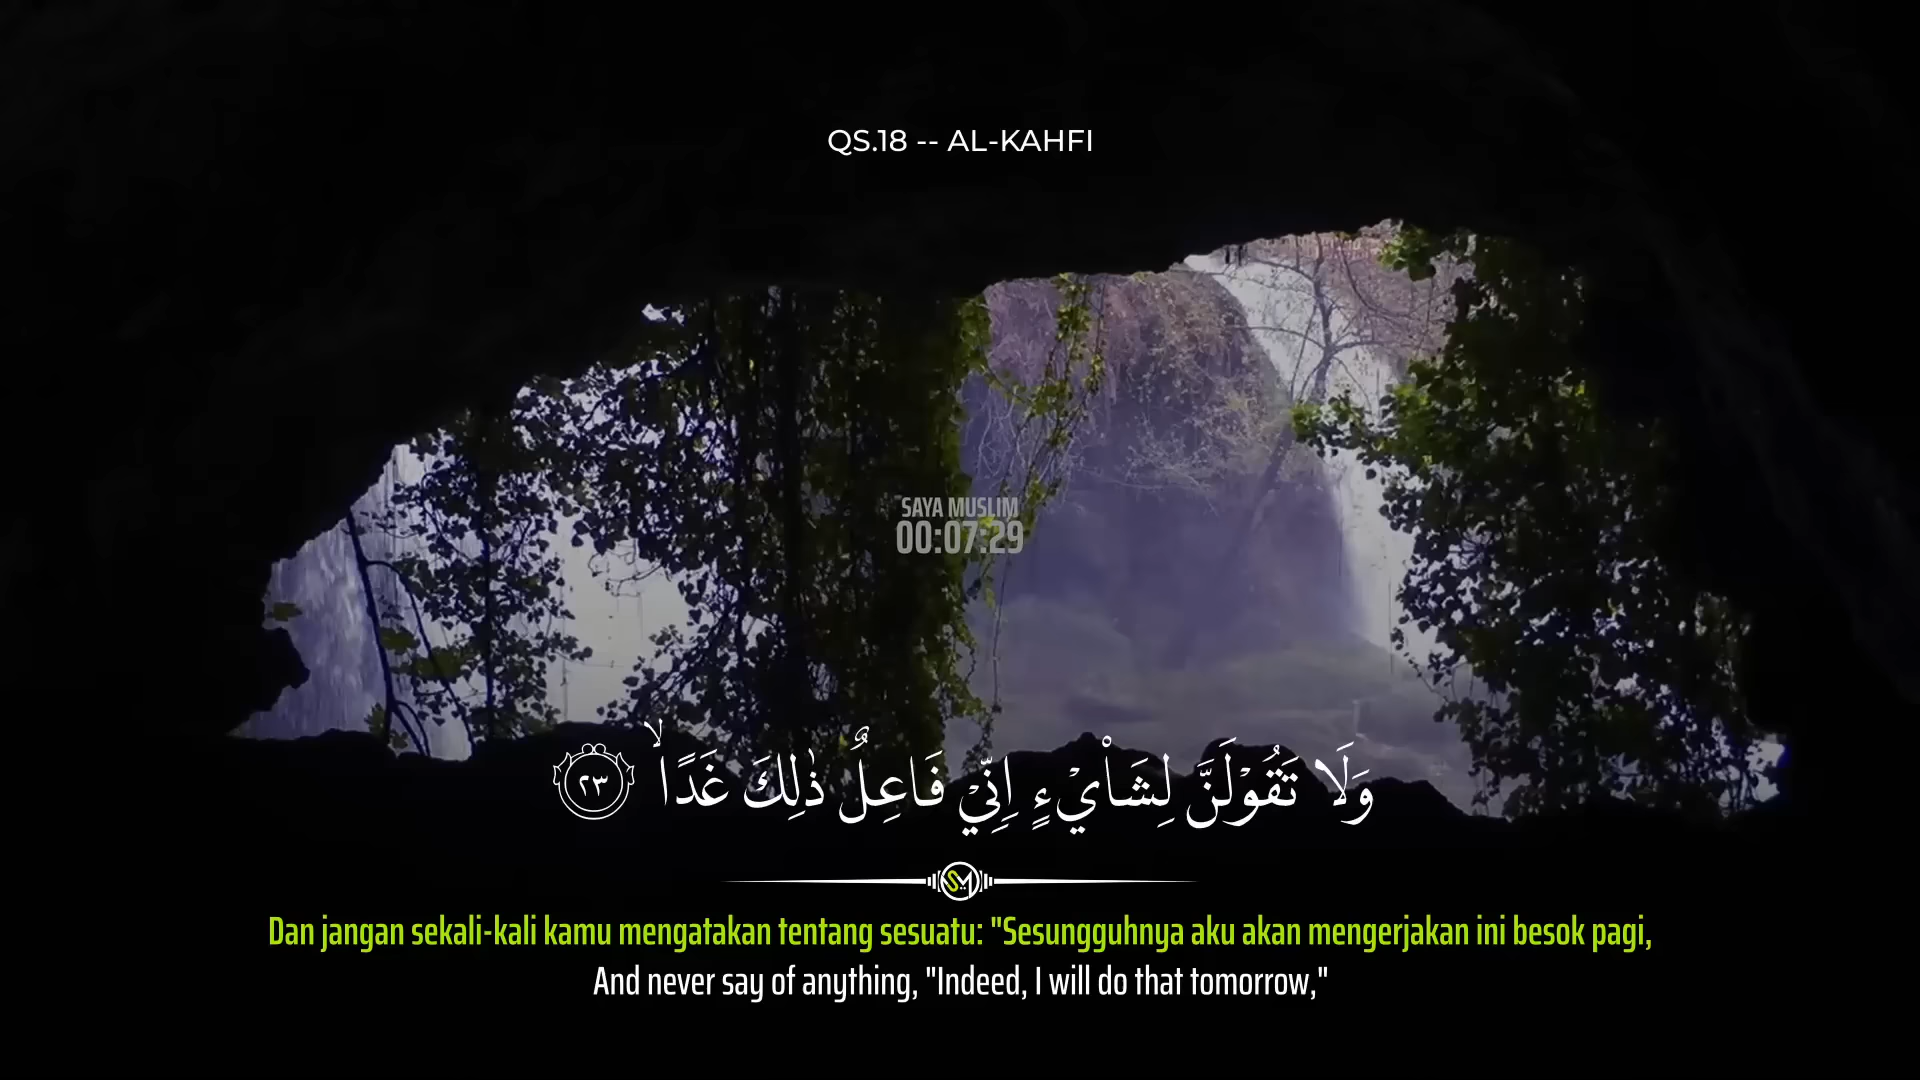 QS.18 -- AL-KAHFI
SAYA MUSLIM
00:07:29
وَلَا تَقُوْلَنَّ لِشَا۟يْءٍ اِنِّيْ فَاعِلٌ ذٰلِكَ غَدًاۙ ٢٣
SM
Dan jangan sekali-kali kamu mengatakan tentang sesuatu: "Sesungguhnya aku akan mengerjakan ini besok pagi,
And never say of anything, "Indeed, I will do that tomorrow,"